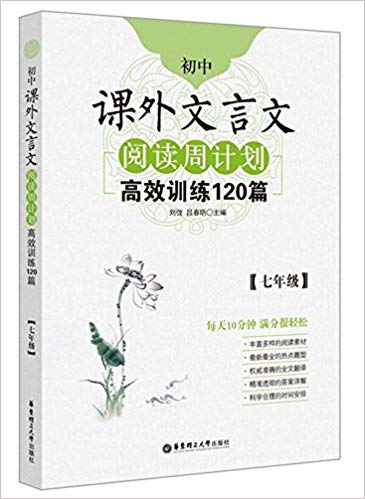 初中
课外文言文
阅读周计划
高效训练120篇
【七年级】
初中
课外文言文
阅读周计划
高效训练120篇
刘弢 吕春昕◎主编
【七年级】
每天10分钟 满分很轻松
•丰富多样的阅读素材
•最新最全的热点题型
•权威准确的全文翻译
•精准透彻的答案详解
•科学合理的时间安排
华东理工大学出版社